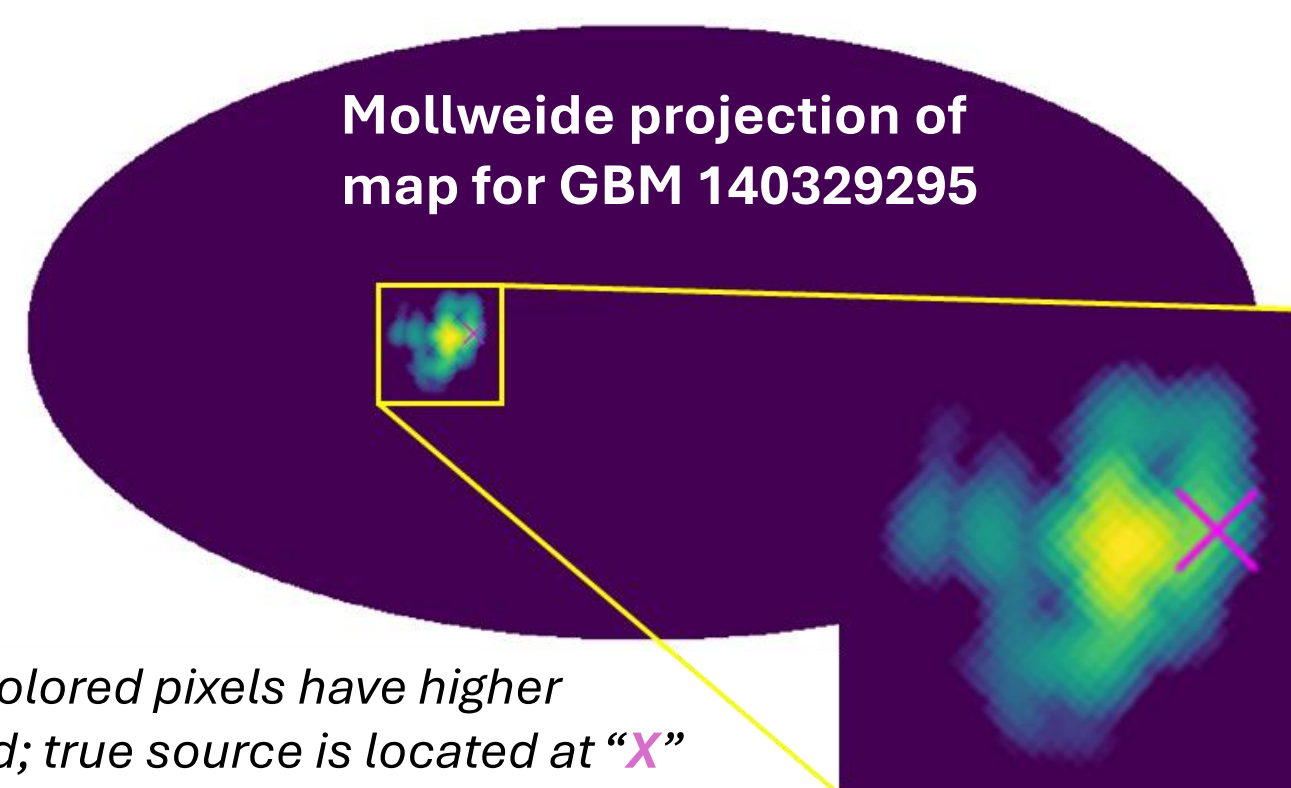 Mollweide projection of
map for GBM 140329295
olored pixels have higher
d; true source is located at “X”